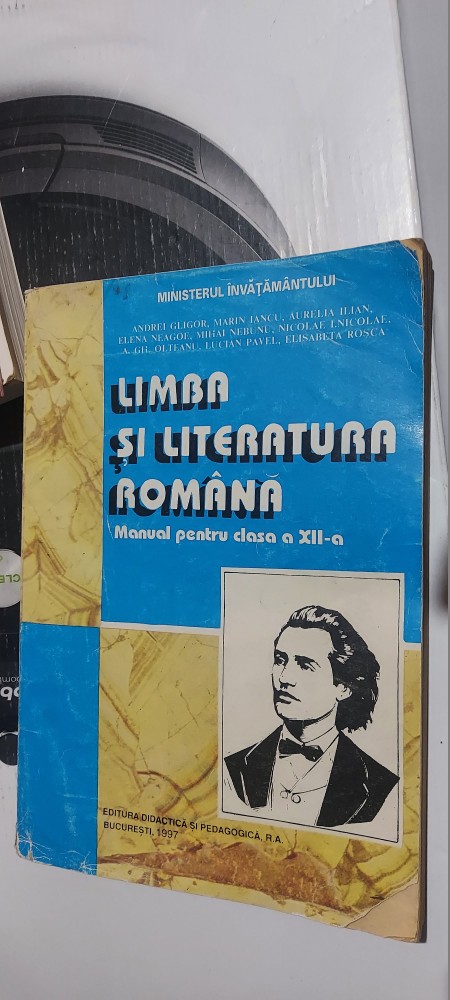 MINISTERUL ÎNVĂȚĂMÂNTULUI
ANDREI GLIGOR, MARIN IANCU, AURELIA ILIAN,
ELENA NEAGOE, MIHAI NEBUNU, NICOLAE I.NICOLAE,
A. GH. OLTEANU, LUCIAN PAVEL, ELISABETA ROȘCA
LIMBA
ȘI LITERATURA
ROMÂNĂ
Manual pentru clasa a XII-a
EDITURA DIDACTICĂ ȘI PEDAGOGICĂ, R.A.
BUCUREȘTI, 1997